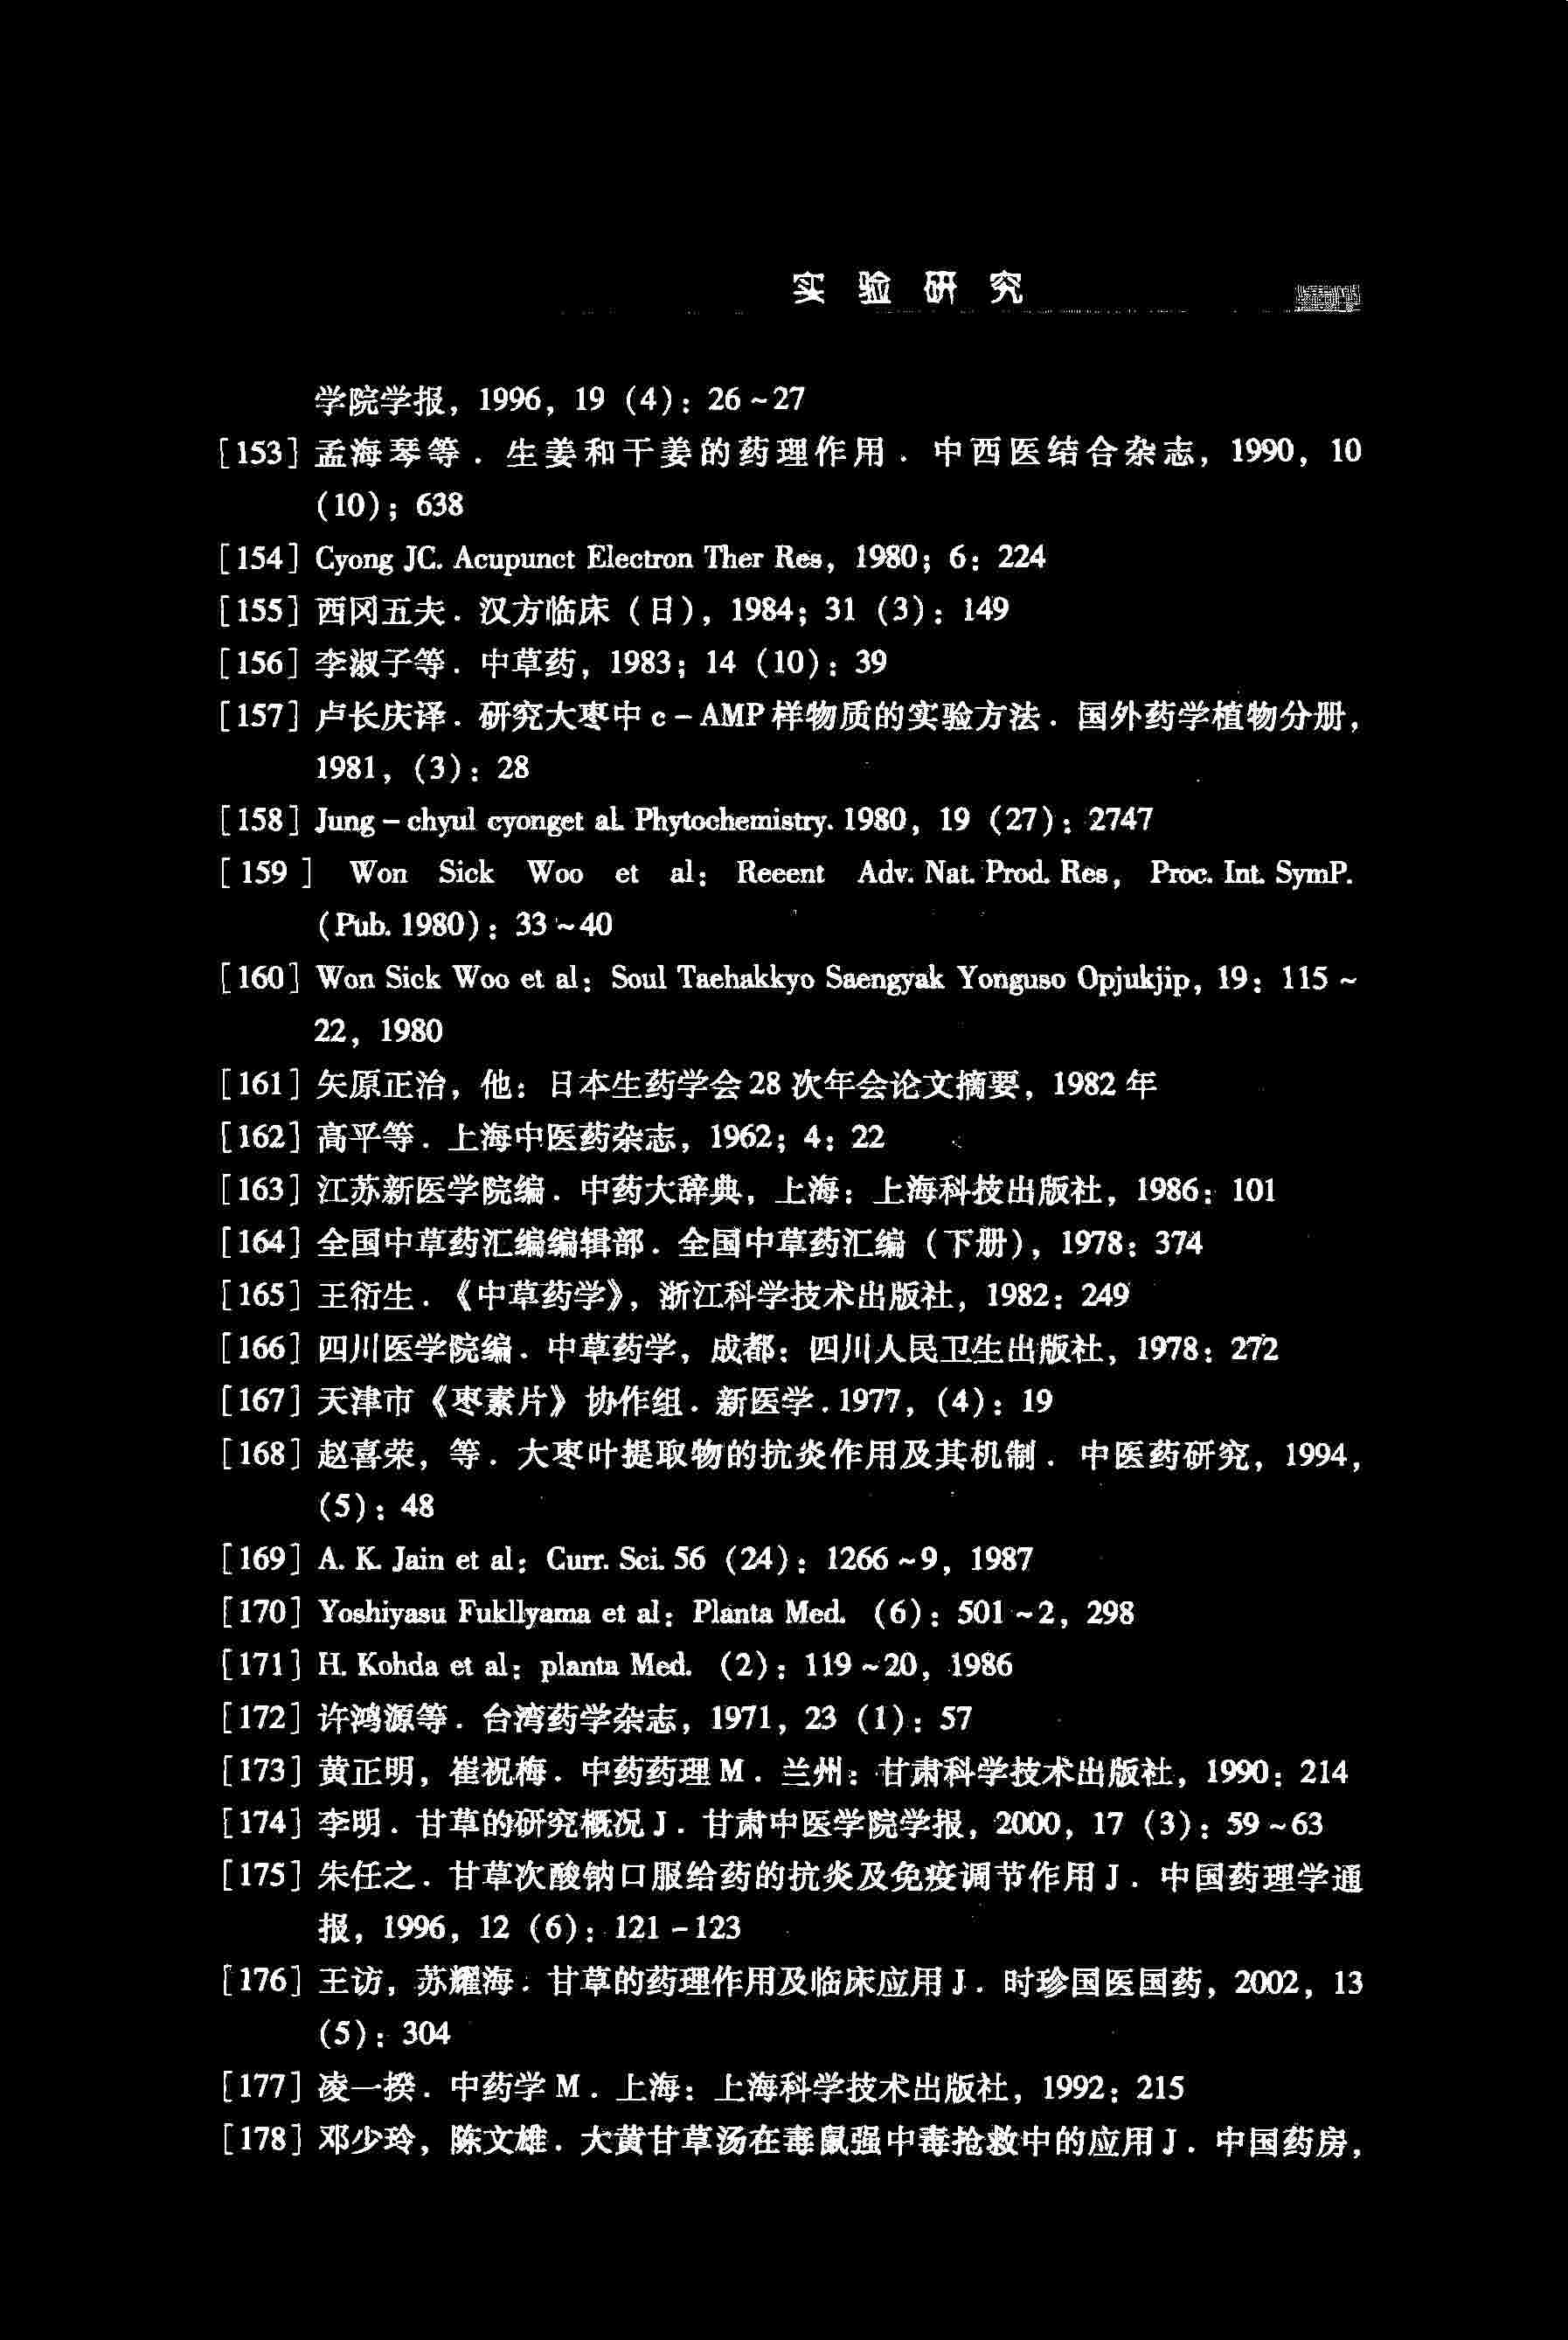 实验研究
学院学报，1996，19（4）：26～27
[153] 孟海琴等．生姜和干姜的药理作用．中西医结合杂志，1990，10
(10)；638
[154] Cyong JC. Acupunct Electron Ther Res，1980；6：224
[155] 西冈五夫．汉方临床（日），1984；31（3）：149
[156] 李淑子等．中草药，1983；14（10）：39
[157] 卢长庆译．研究大枣中c－AMP样物质的实验方法．国外药学植物分册，
1981，（3）：28
[158] Jung－chyul cyonget al. Phytochemistry. 1980，19（27）：2747
[159] Won Sick Woo et al：Reeent Adv. Nat. Prod. Res，Proc. Int. SymP.
（Pub. 1980）：33～40
[160] Won Sick Woo et al：Soul Taehakkyo Saengyak Yonguso Opjukjip，19：115～
22，1980
[161] 矢原正治，他：日本生药学会28次年会论文摘要，1982年
[162] 高平等．上海中医药杂志，1962；4：22
[163] 江苏新医学院编．中药大辞典，上海：上海科技出版社，1986：101
[164] 全国中草药汇编编辑部．全国中草药汇编（下册），1978：374
[165] 王衍生．《中草药学》，浙江科学技术出版社，1982：249
[166] 四川医学院编．中草药学，成都：四川人民卫生出版社，1978：272
[167] 天津市《枣素片》协作组．新医学．1977，（4）：19
[168] 赵喜荣，等．大枣叶提取物的抗炎作用及其机制．中医药研究，1994，
（5）：48
[169] A. K. Jain et al：Curr. Sci. 56（24）：1266～9，1987
[170] Yoshiyasu Fukllyama et al：Planta Med.（6）：501～2，298
[171] H. Kohda et al：planta Med.（2）：119～20，1986
[172] 许鸿源等．台湾药学杂志，1971，23（1）：57
[173] 黄正明，崔祝梅．中药药理M．兰州：甘肃科学技术出版社，1990：214
[174] 李明．甘草的研究概况J．甘肃中医学院学报，2000，17（3）：59～63
[175] 朱任之．甘草次酸钠口服给药的抗炎及免疫调节作用J．中国药理学通
报，1996，12（6）：121－123
[176] 王访，苏耀海．甘草的药理作用及临床应用J．时珍国医国药，2002，13
（5）：304
[177] 凌一揆．中药学M．上海：上海科学技术出版社，1992：215
[178] 邓少玲，陈文雄．大黄甘草汤在毒鼠强中毒抢救中的应用J．中国药房，